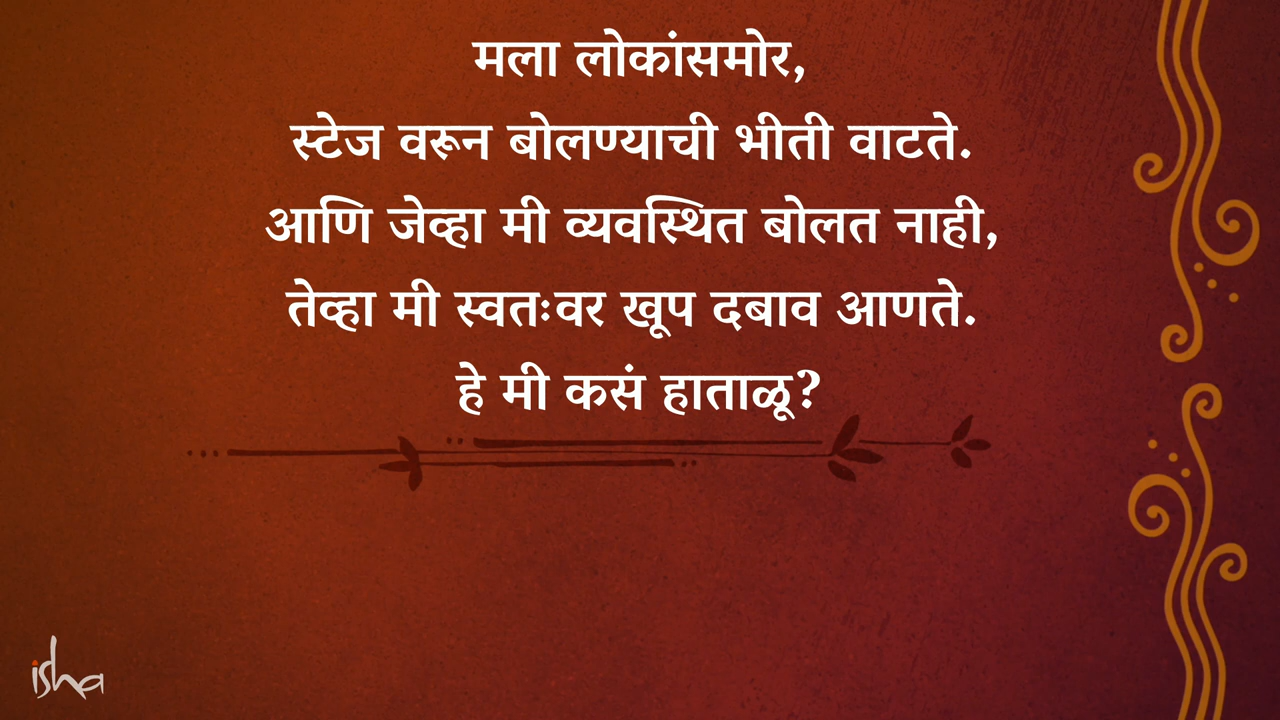 मला लोकांसमोर,
स्टेज वरून बोलण्याची भीती वाटते.
आणि जेव्हा मी व्यवस्थित बोलत नाही,
तेव्हा मी स्वतःवर खूप दबाव आणते.
हे मी कसं हाताळू?
isha